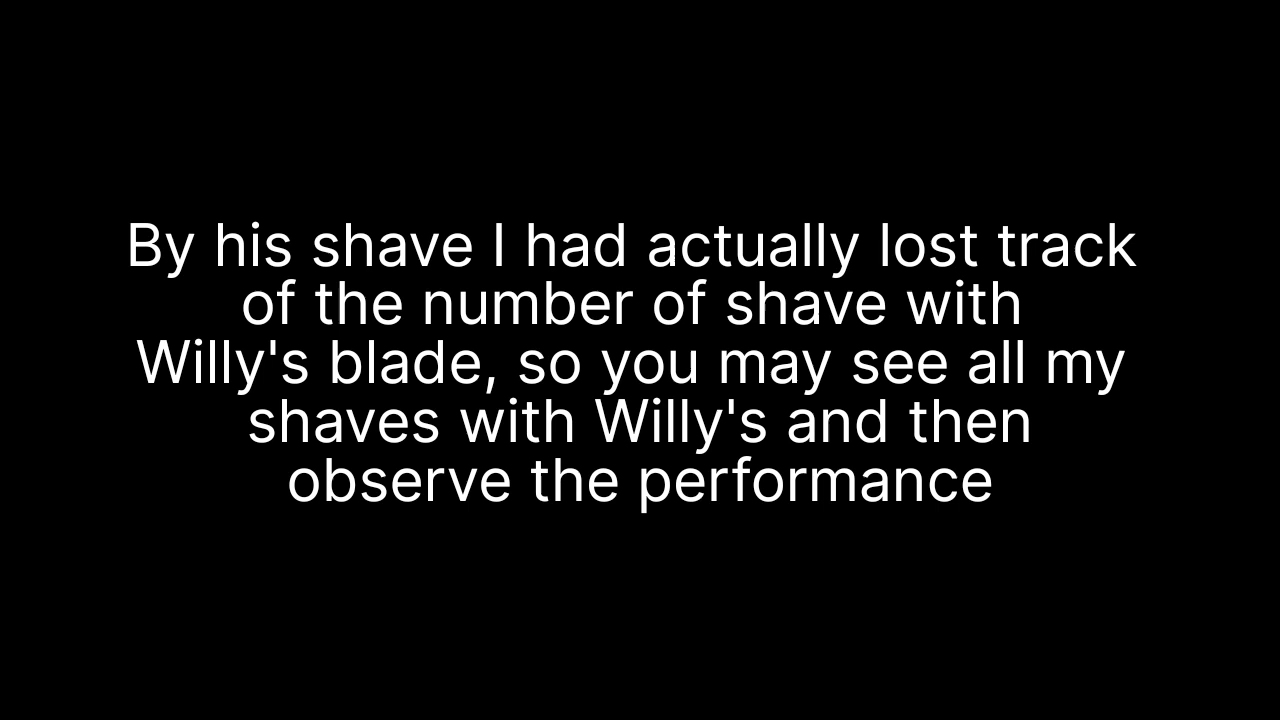 By his shave I had actually lost track
of the number of shave with
Willy's blade, so you may see all my
shaves with Willy's and then
observe the performance